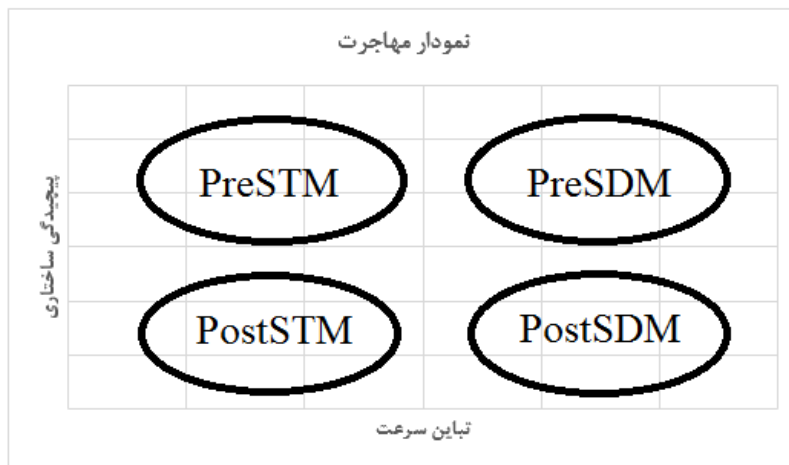 نمودار مهاجرت
پیچیدگی ساختاری
PreSTM
PreSDM
PostSTM
PostSDM
تباین سرعت